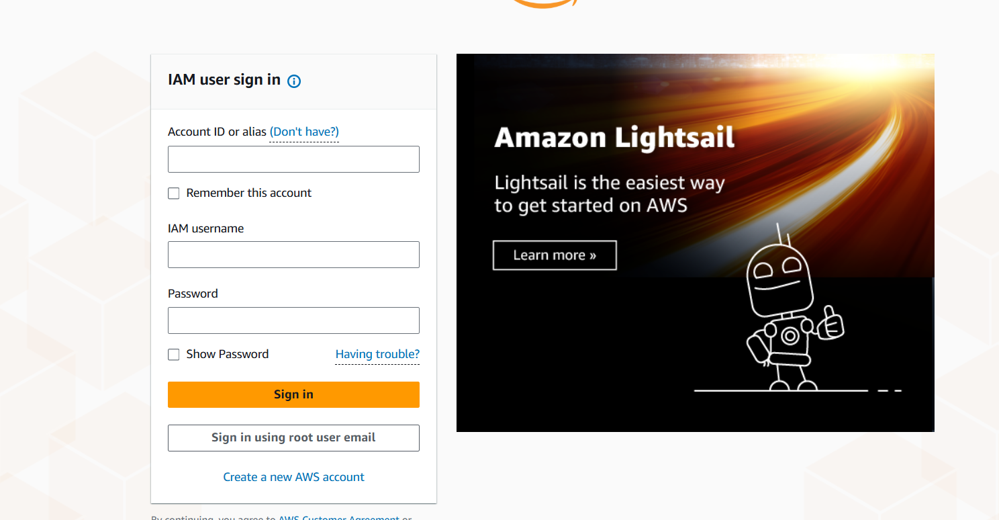 IAM user sign in
Account ID or alias (Don't have?)
Remember this account
IAM username
Password
Show Password
Having trouble?
Sign in
Sign in using root user email
Create a new AWS account
By continuing, you agree to AWS Customer Agreement or
Amazon Lightsail
Lightsail is the easiest way
to get started on AWS
Learn more »